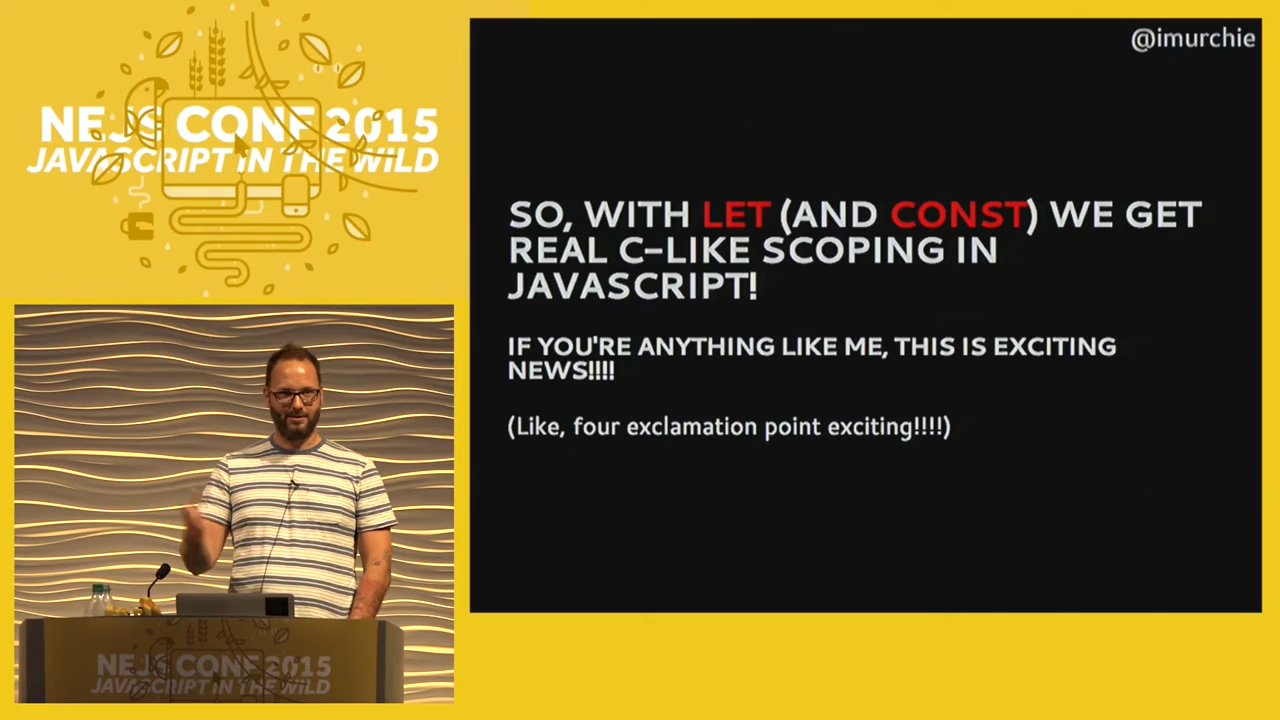 NEJS CONF 2015
JAVASCRIPT IN THE WILD
@imurchie
SO, WITH LET (AND CONST) WE GET
REAL C-LIKE SCOPING IN
JAVASCRIPT!
IF YOU'RE ANYTHING LIKE ME, THIS IS EXCITING
NEWS!!!!
(Like, four exclamation point exciting!!!!)
NEJS CONF 2015
JAVASCRIPT IN THE WILD